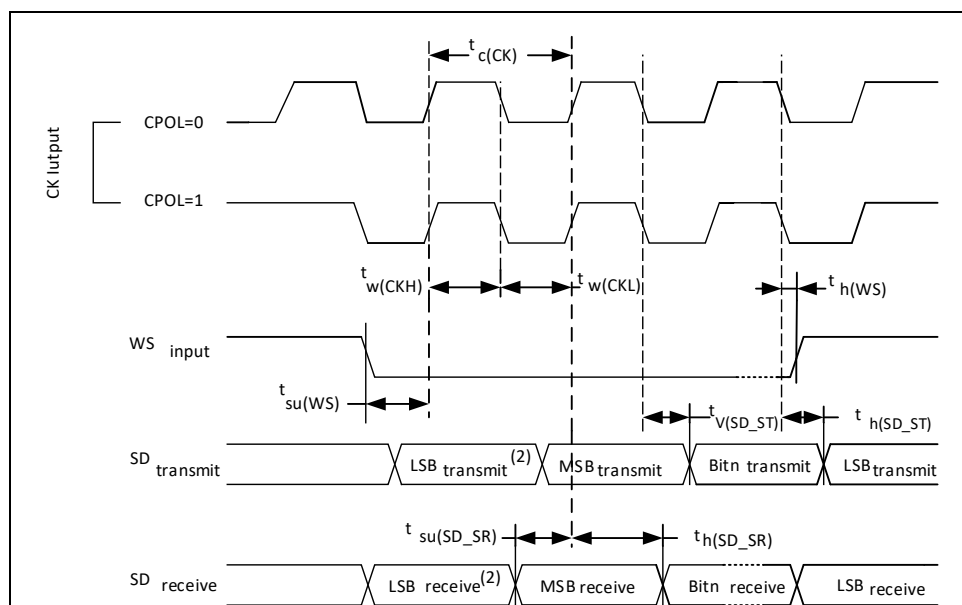 t c(CK)
CPOL=0
CK Iutput
CPOL=1
t w(CKH)
t w(CKL)
t h(WS)
WS input
t su(WS)
t V(SD_ST)
t h(SD_ST)
SD transmit
LSB transmit (2)
MSB transmit
Bitn transmit
LSB transmit
t su(SD_SR)
t h(SD_SR)
SD receive
LSB receive (2)
MSB receive
Bitn receive
LSB receive